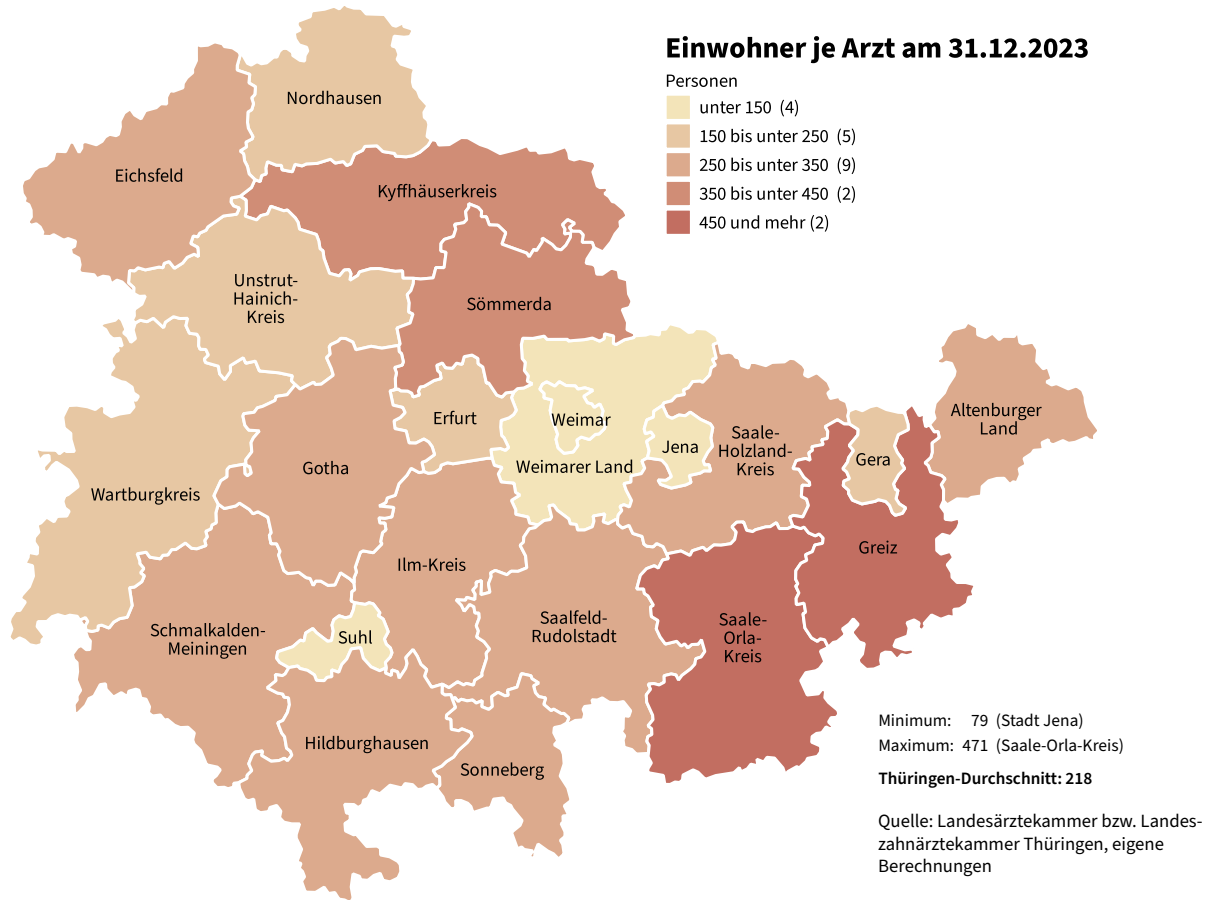 Einwohner je Arzt am 31.12.2023
Personen
unter 150 (4)
150 bis unter 250 (5)
250 bis unter 350 (9)
350 bis unter 450 (2)
450 und mehr (2)
Nordhausen
Eichsfeld
Kyffhäuserkreis
Unstrut-
Hainich-
Kreis
Sömmerda
Erfurt
Weimar
Weimarer Land
Jena
Saale-
Holzland-
Kreis
Gera
Altenburger
Land
Gotha
Wartburgkreis
Greiz
Ilm-Kreis
Schmalkalden-
Meiningen
Suhl
Saalfeld-
Rudolstadt
Saale-
Orla-
Kreis
Hildburghausen
Sonneberg
Minimum: 79 (Stadt Jena)
Maximum: 471 (Saale-Orla-Kreis)
Thüringen-Durchschnitt: 218
Quelle: Landesärztekammer bzw. Landes-
zahnärztekammer Thüringen, eigene
Berechnungen